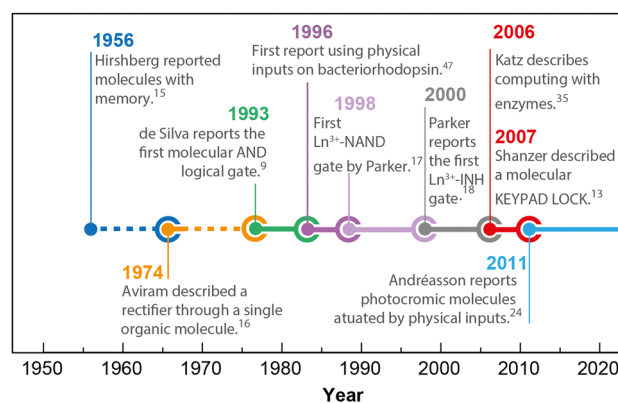 1956
Hirshberg reported
molecules with
memory.15
1996
First report using physical
inputs on bacteriorhodopsin.47
2006
Katz describes
computing with
enzymes.35
1993
de Silva reports the
first molecular AND
logical gate.9
1998
First
Ln3+-NAND
gate by Parker.17
2000
Parker
reports
the first
Ln3+-INH
gate.18
2007
Shanzer described
a molecular
KEYPAD LOCK.13
1974
Aviram described a
rectifier through a single
organic molecule.16
2011
Andréasson reports
photocromic molecules
atuated by physical inputs.24
1950 1960 1970 1980 1990 2000 2010 2020
Year